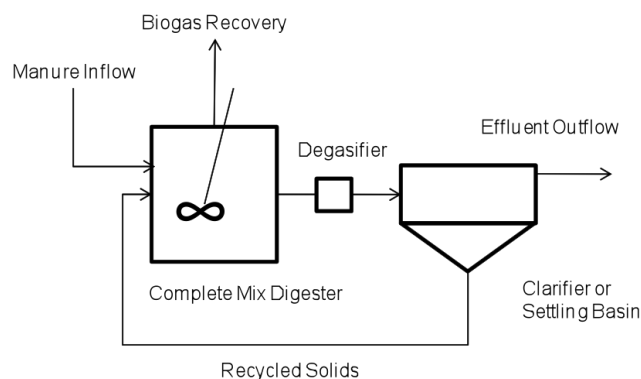 Biogas Recovery
Manure Inflow
Effluent Outflow
Degasifier
Complete Mix Digester
Clarifier or
Settling Basin
Recycled Solids